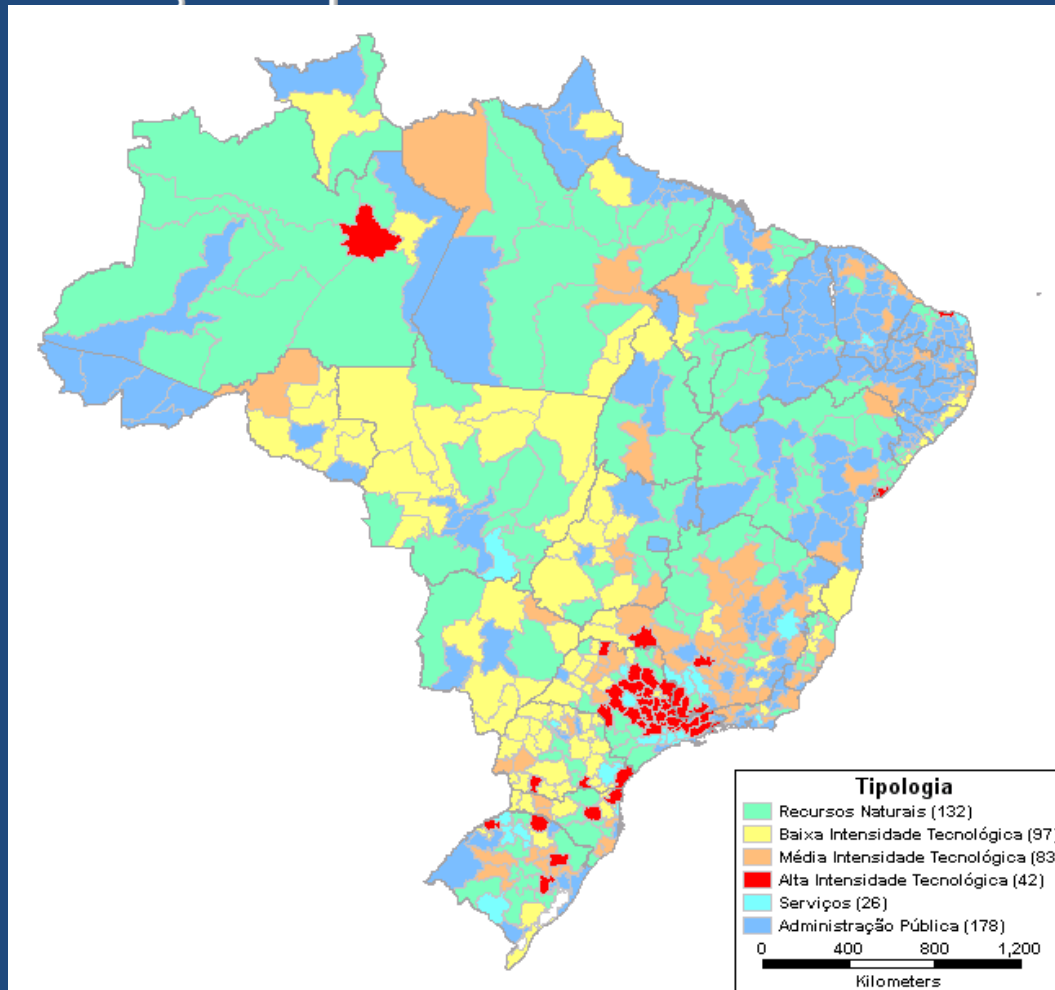 Tipologia
Recursos Naturais (132)
Baixa Intensidade Tecnológica (97)
Média Intensidade Tecnológica (83
Alta Intensidade Tecnológica (42)
Serviços (26)
Administração Pública (178)
0 400 800 1,200
Kilometers